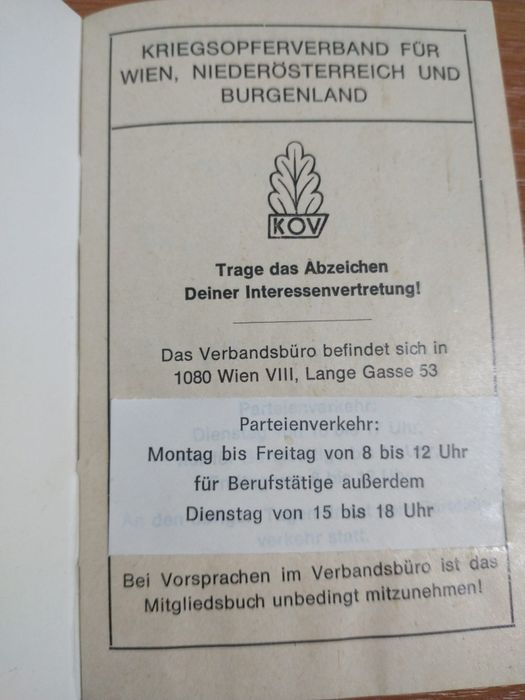 KRIEGSOPFERVERBAND FÜR
WIEN, NIEDERÖSTERREICH UND
BURGENLAND
KOV
Trage das Abzeichen
Deiner Interessenvertretung!
Das Verbandsbüro befindet sich in
1080 Wien VIII, Lange Gasse 53
Parteienverkehr:
Montag bis Freitag von 8 bis 12 Uhr
für Berufstätige außerdem
Dienstag von 15 bis 18 Uhr
Bei Vorsprachen im Verbandsbüro ist das
Mitgliedsbuch unbedingt mitzunehmen!